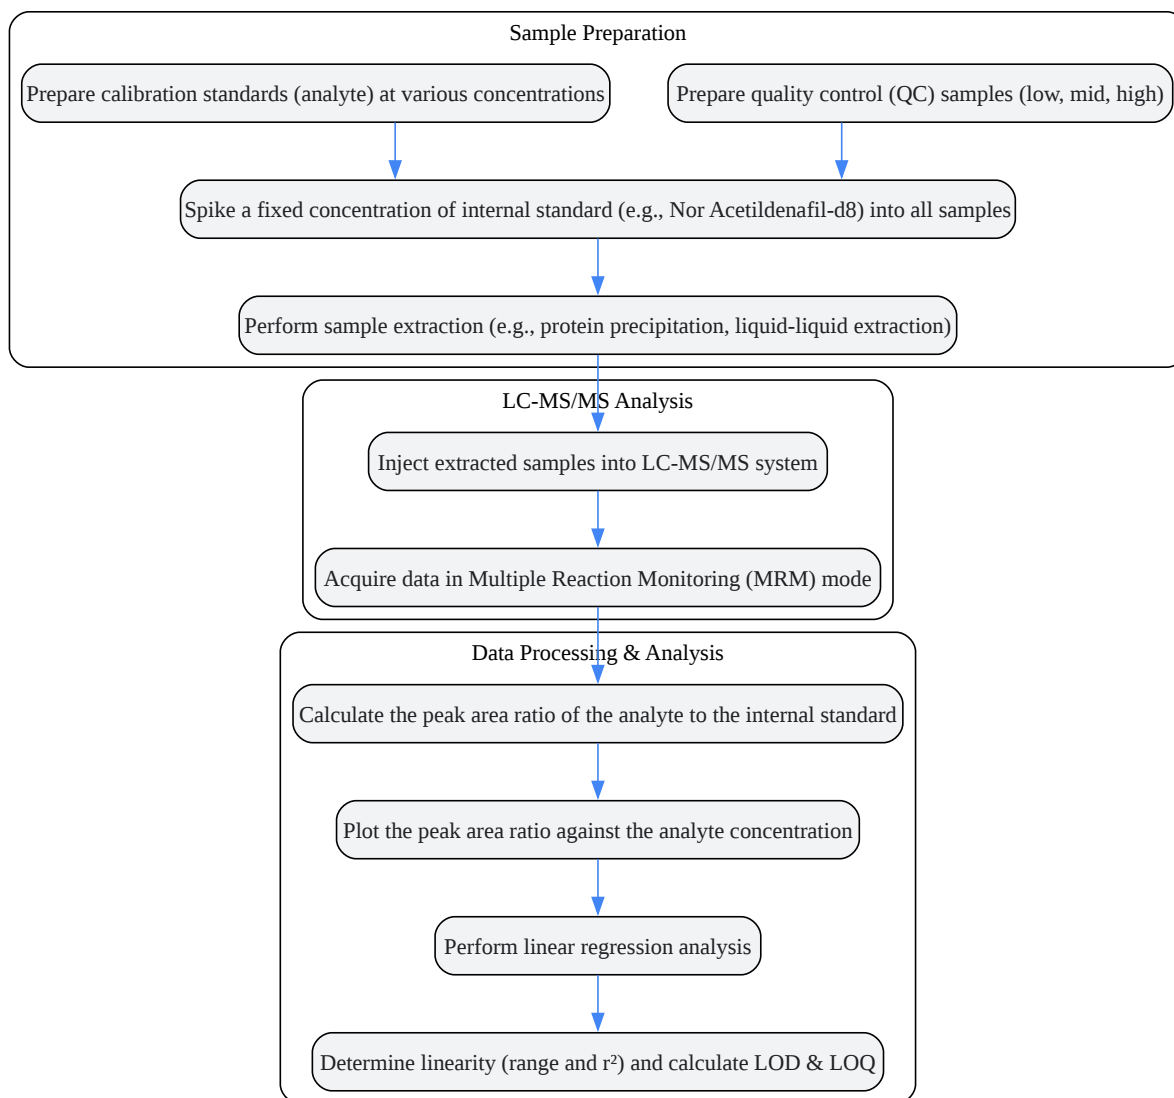 Sample Preparation
Prepare calibration standards (analyte) at various concentrations
Prepare quality control (QC) samples (low, mid, high)
Spike a fixed concentration of internal standard (e.g., Nor Acetildenafil-d8) into all samples
Perform sample extraction (e.g., protein precipitation, liquid-liquid extraction)
LC-MS/MS Analysis
Inject extracted samples into LC-MS/MS system
Acquire data in Multiple Reaction Monitoring (MRM) mode
Data Processing & Analysis
Calculate the peak area ratio of the analyte to the internal standard
Plot the peak area ratio against the analyte concentration
Perform linear regression analysis
Determine linearity (range and r²) and calculate LOD & LOQ